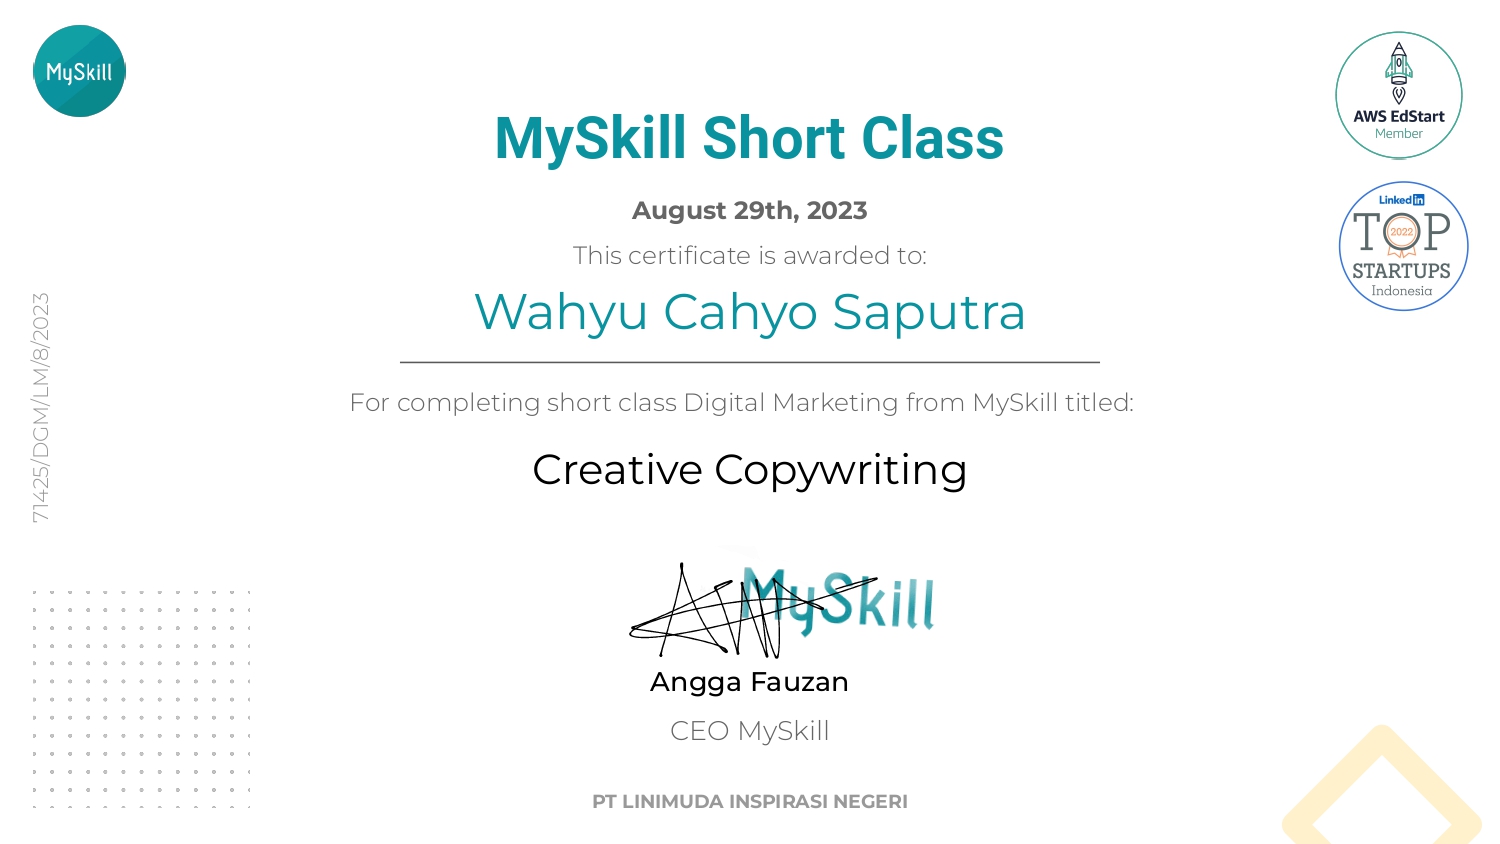 MySkill
AWS EdStart
Member
MySkill Short Class
August 29th, 2023
This certificate is awarded to:
Wahyu Cahyo Saputra
LinkedIn
TOP
2022
STARTUPS
Indonesia
71425/DGM/LM/8/2023
For completing short class Digital Marketing from MySkill titled:
Creative Copywriting
MySkill
Angga Fauzan
CEO MySkill
PT LINIMUDA INSPIRASI NEGERI